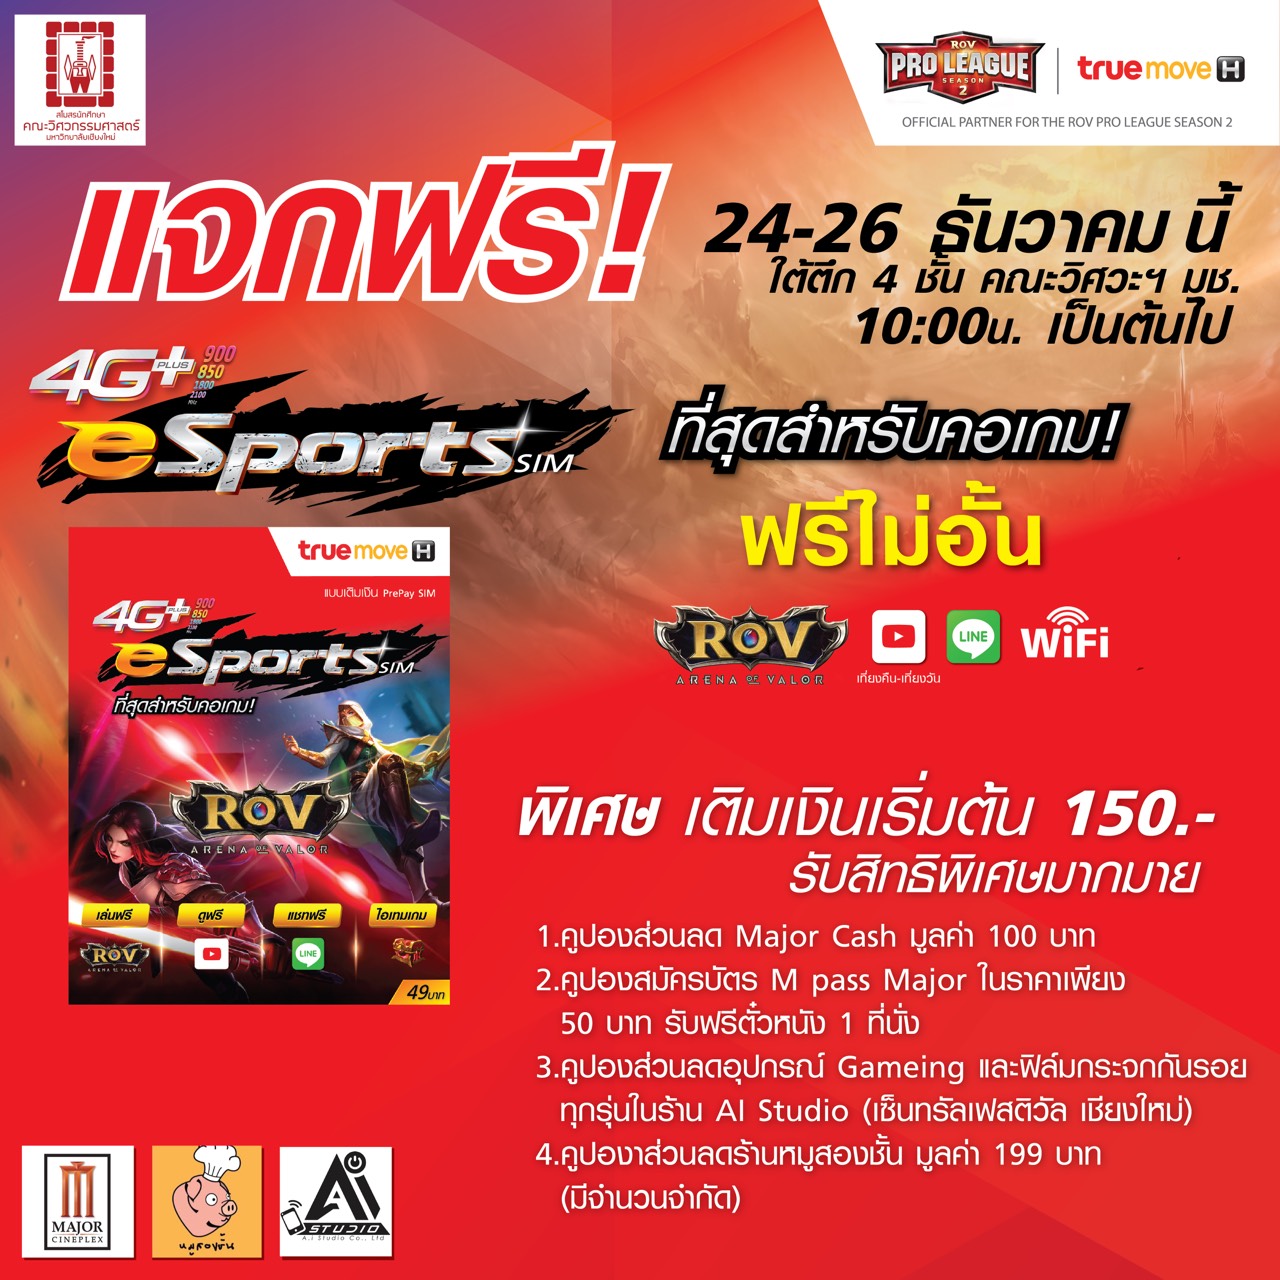 สโมสรนักศึกษา
คณะวิศวกรรมศาสตร์
มหาวิทยาลัยเชียงใหม่
ROV
PRO LEAGUE
SEASON
2
true move H
OFFICIAL PARTNER FOR THE ROV PRO LEAGUE SEASON 2
แจกฟรี!
24-26 ธันวาคม นี้
ใต้ตึก 4 ชั้น คณะวิศวะฯ มช.
10:00น. เป็นต้นไป
4G+ PLUS 900
850
1800
2100
MHz
eSports SIM
ที่สุดสำหรับคอเกม!
ฟรีไม่อั้น
ROV
ARENA OF VALOR
LINE
WiFi
เที่ยงคืน-เที่ยงวัน
true move H
แบบเติมเงิน PrePay SIM
4G+ PLUS 900
850
1800
2100
eSports SIM
ที่สุดสำหรับคอเกม!
ROV
ARENA OF VALOR
เล่นฟรี ดูฟรี แชทฟรี ไอเทมเกม
ROV
ARENA OF VALOR
LINE
49บาท
พิเศษ เติมเงินเริ่มต้น 150.-
รับสิทธิพิเศษมากมาย
1.คูปองส่วนลด Major Cash มูลค่า 100 บาท
2.คูปองสมัครบัตร M pass Major ในราคาเพียง
50 บาท รับฟรีตั๋วหนัง 1 ที่นั่ง
3.คูปองส่วนลดอุปกรณ์ Gameing และฟิล์มกระจกกันรอย
ทุกรุ่นในร้าน AI Studio (เซ็นทรัลเฟสติวัล เชียงใหม่)
4.คูปองาส่วนลดร้านหมูสองชั้น มูลค่า 199 บาท
(มีจำนวนจำกัด)
MAJOR
CINEPLEX
หมูสองชั้น
Ai
STUDIO
A.i Studio Co., Ltd